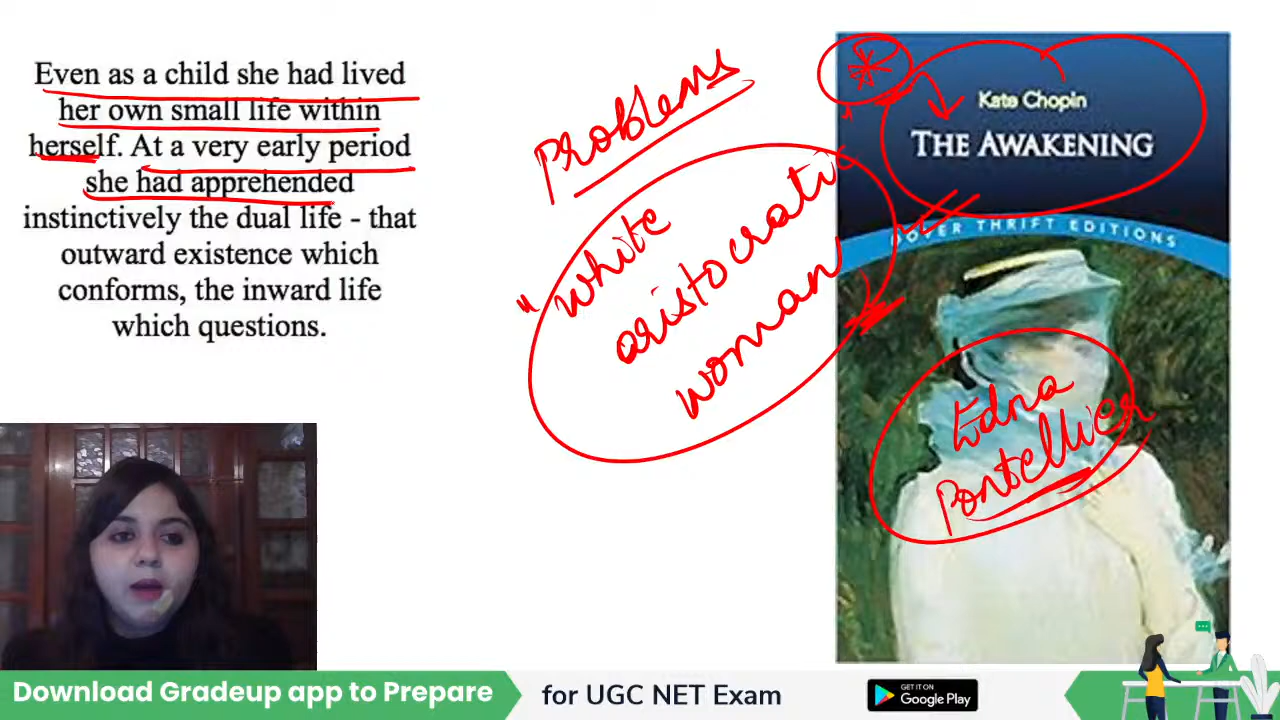 Even as a child she had lived
her own small life within
herself. At a very early period
she had apprehended
instinctively the dual life - that
outward existence which
conforms, the inward life
which questions.
Problems
"white
aristocratic
woman
Kate Chopin
THE AWAKENING
DOVER THRIFT EDITIONS
Edna
Pontellier
Download Gradeup app to Prepare
for UGC NET Exam
GET IT ON
Google Play